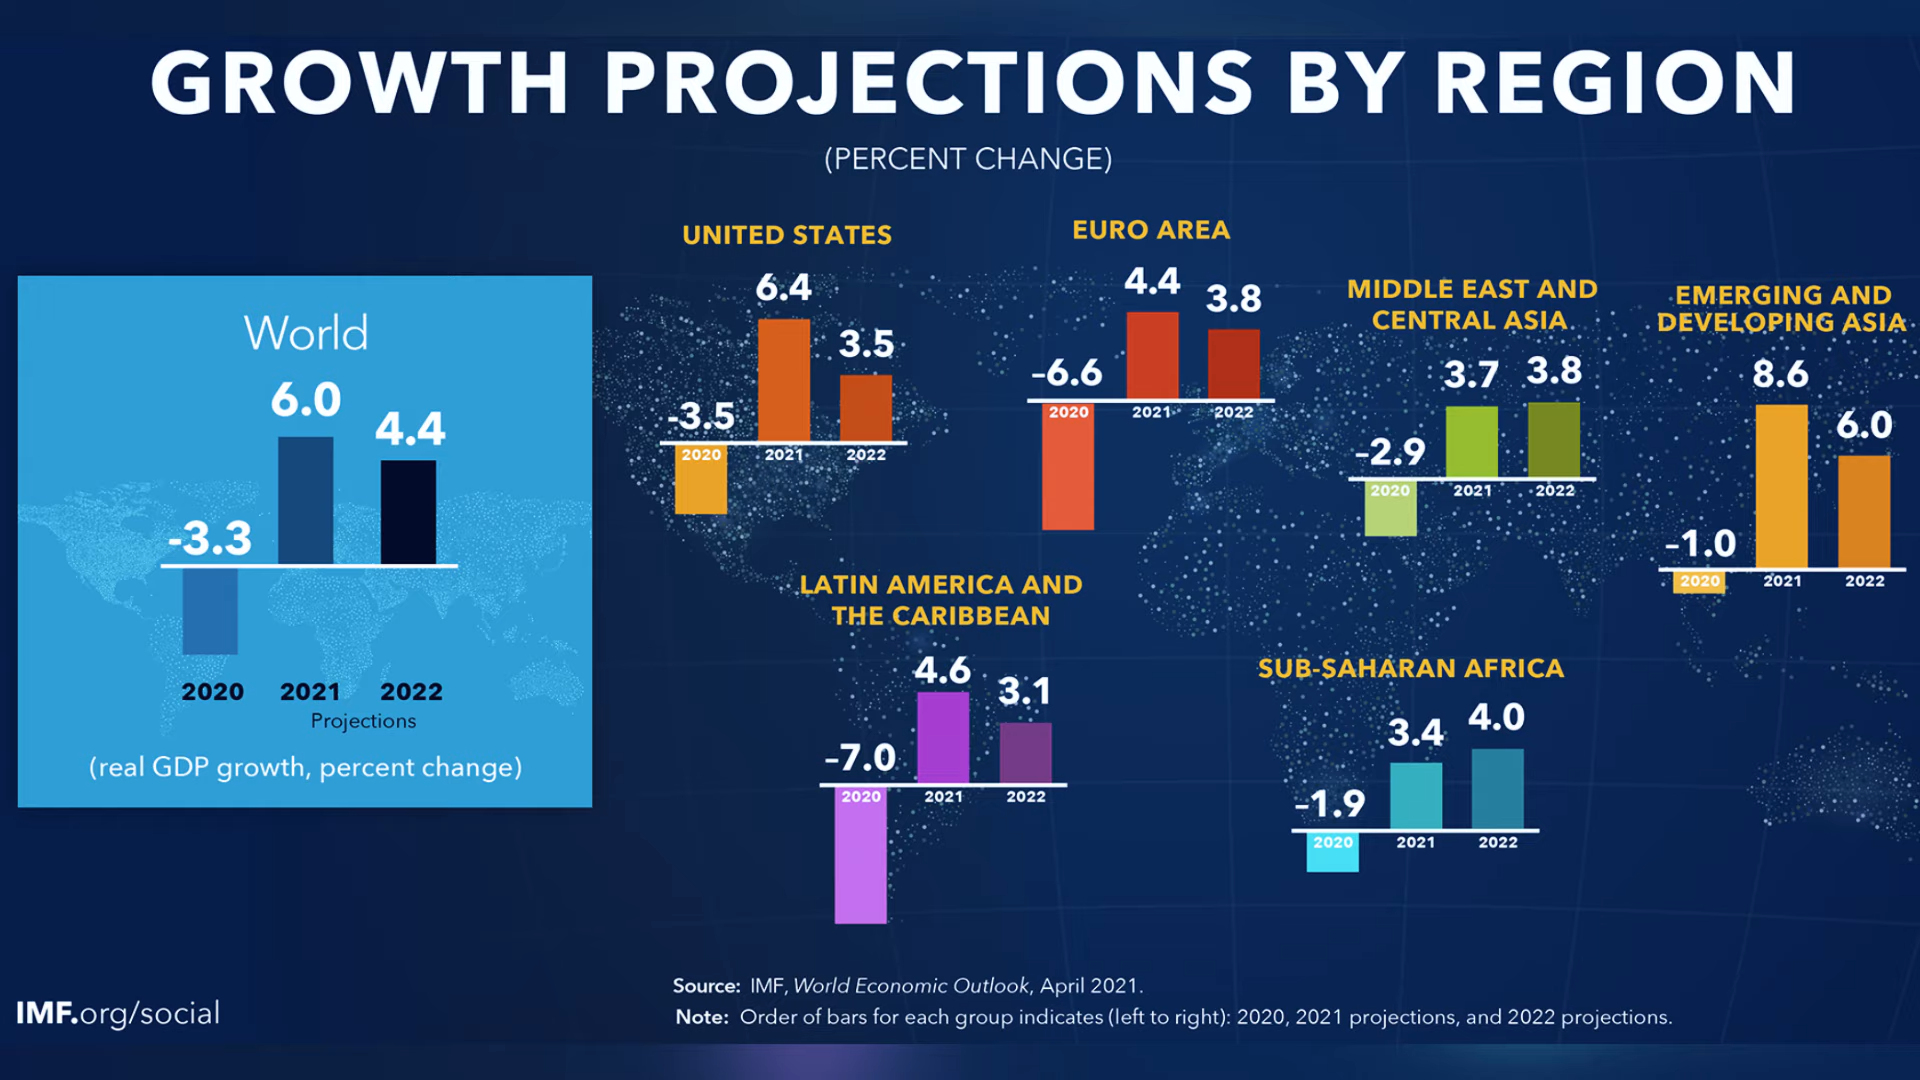 GROWTH PROJECTIONS BY REGION
(PERCENT CHANGE)
World
6.0
4.4
-3.3
2020 2021 2022
Projections
(real GDP growth, percent change)
UNITED STATES
6.4
3.5
-3.5
2020 2021 2022
EURO AREA
4.4
3.8
-6.6
2020 2021 2022
MIDDLE EAST AND
CENTRAL ASIA
3.7 3.8
-2.9
2020 2021 2022
EMERGING AND
DEVELOPING ASIA
8.6
6.0
-1.0
2020 2021 2022
LATIN AMERICA AND
THE CARIBBEAN
4.6
3.1
-7.0
2020 2021 2022
SUB-SAHARAN AFRICA
4.0
3.4
-1.9
2020 2021 2022
IMF.org/social
Source: IMF, World Economic Outlook, April 2021.
Note: Order of bars for each group indicates (left to right): 2020, 2021 projections, and 2022 projections.